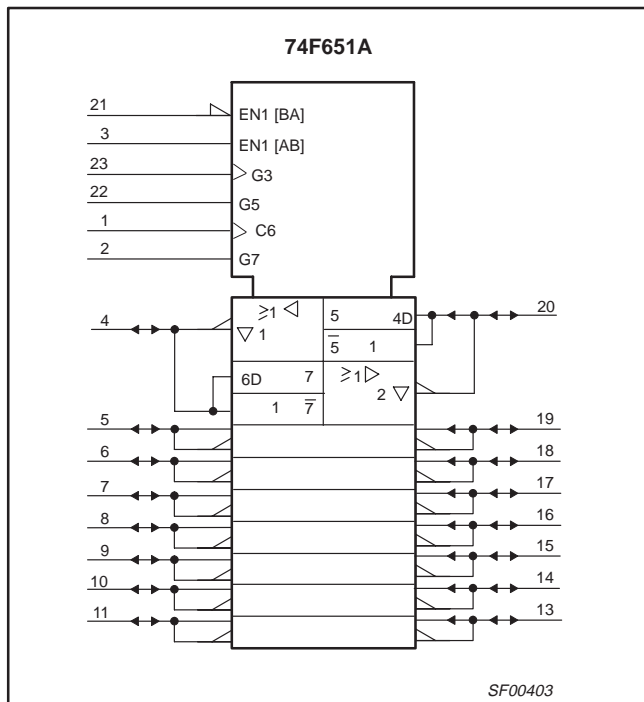 74F651A
21
EN1 [BA]
3
EN1 [AB]
23
G3
22
G5
1
C6
2
G7
4
≥1
1
5 4D
5̅ 1
20
6D 7
1 7̅
≥1
2
5 19
6 18
7 17
8 16
9 15
10 14
11 13
SF00403